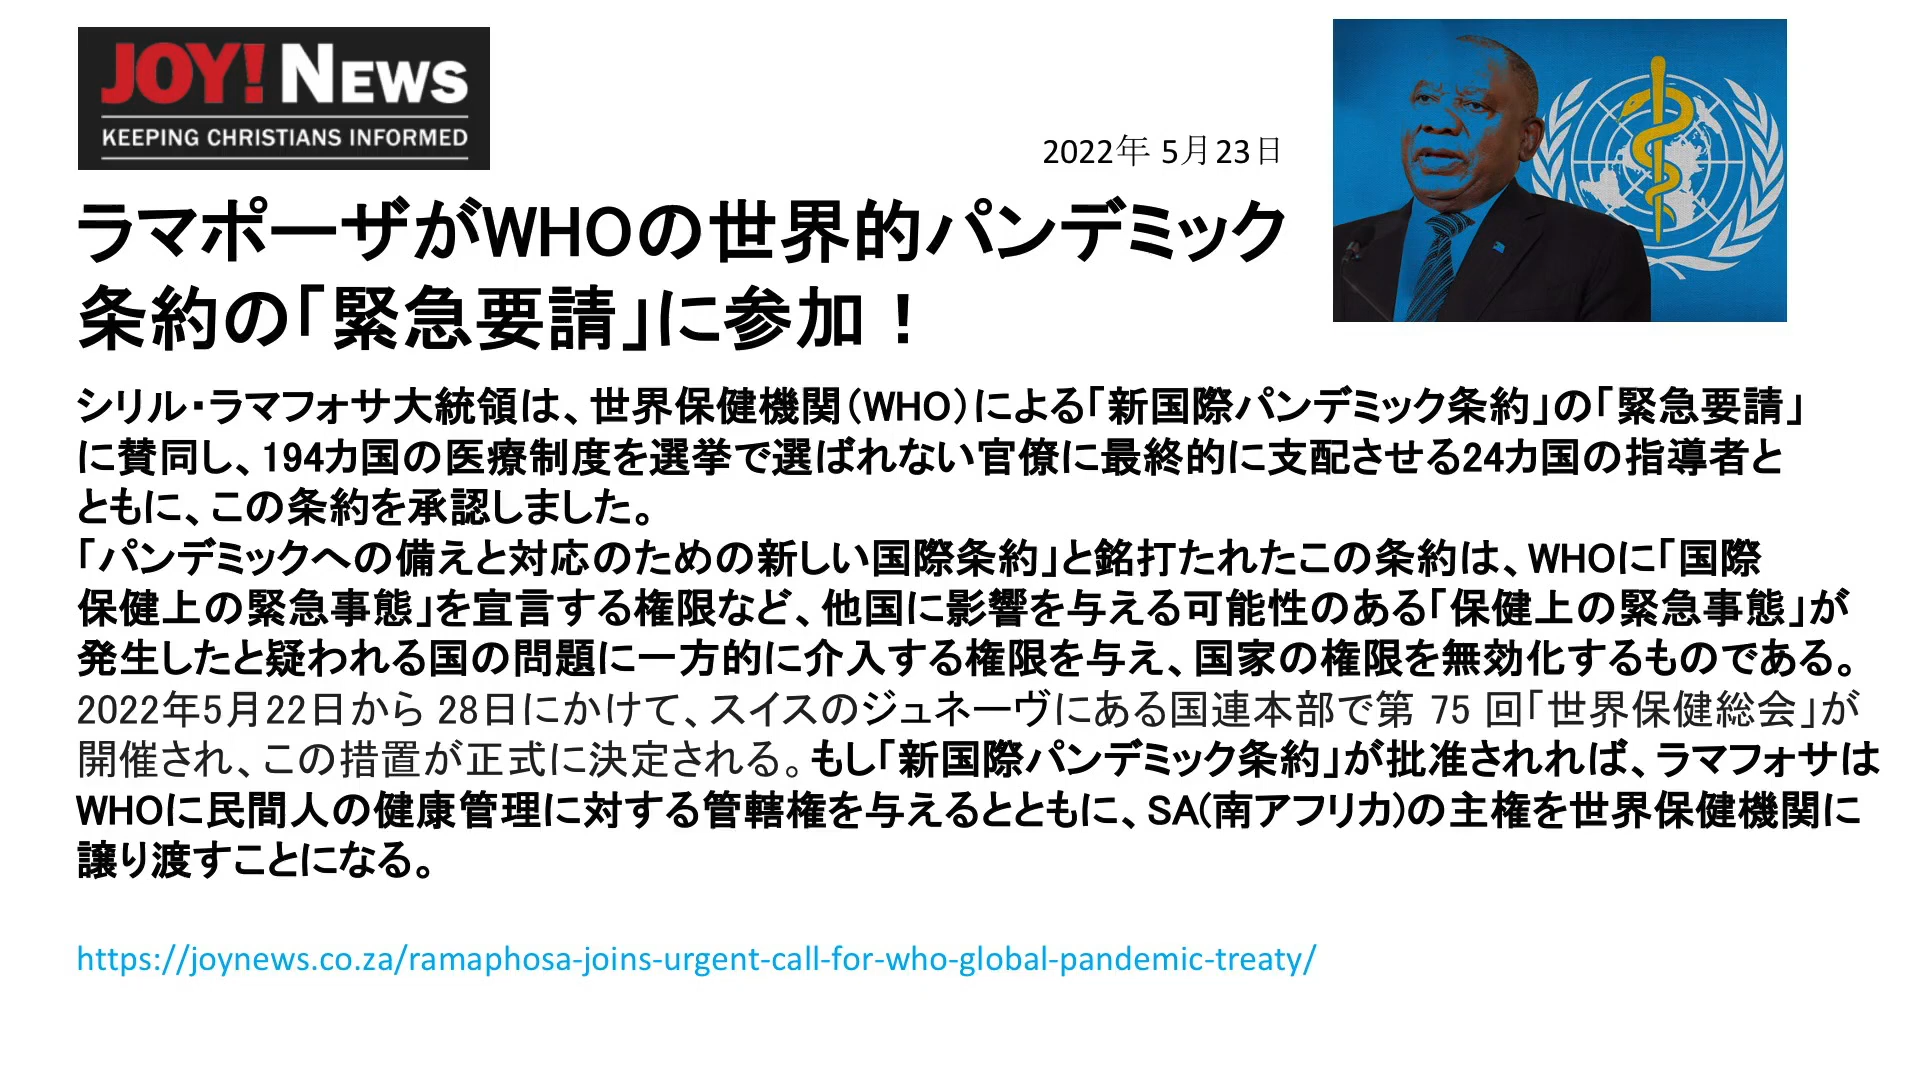 JOY! NEWS
KEEPING CHRISTIANS INFORMED
2022年 5月23日
ラマポーザがWHOの世界的パンデミック
条約の「緊急要請」に参加！
シリル・ラマフォサ大統領は、世界保健機関（WHO）による「新国際パンデミック条約」の「緊急要請」
に賛同し、194カ国の医療制度を選挙で選ばれない官僚に最終的に支配させる24カ国の指導者と
ともに、この条約を承認しました。
「パンデミックへの備えと対応のための新しい国際条約」と銘打たれたこの条約は、WHOに「国際
保健上の緊急事態」を宣言する権限など、他国に影響を与える可能性のある「保健上の緊急事態」が
発生したと疑われる国の問題に一方的に介入する権限を与え、国家の権限を無効化するものである。
2022年5月22日から 28日にかけて、スイスのジュネーヴにある国連本部で第 75 回「世界保健総会」が
開催され、この措置が正式に決定される。もし「新国際パンデミック条約」が批准されれば、ラマフォサは
WHOに民間人の健康管理に対する管轄権を与えるとともに、SA(南アフリカ)の主権を世界保健機関に
譲り渡すことになる。
https://joynews.co.za/ramaphosa-joins-urgent-call-for-who-global-pandemic-treaty/